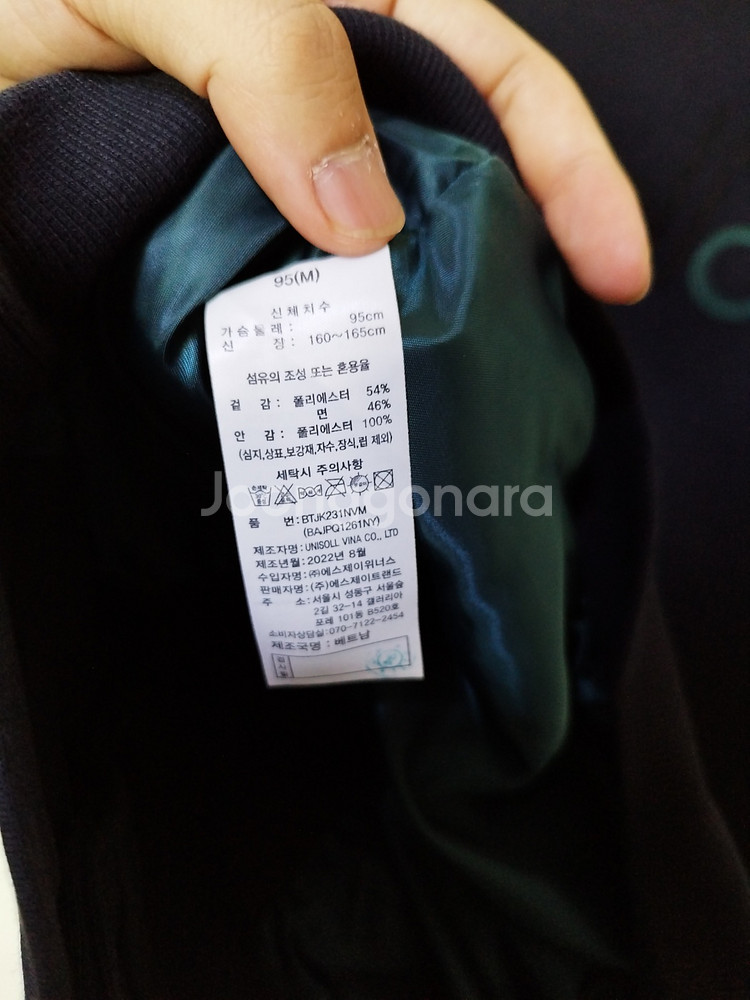 95(M)
신체치수
가슴둘레 : 95cm
신 장 : 160~165cm
섬유의 조성 또는 혼용율
겉 감 : 폴리에스터 54%
면 46%
안 감 : 폴리에스터 100%
(심지,상표,보강재,자수,장식,립 제외)
세탁시 주의사항
Joongonara
품 번 : BTJK231NVM
(BAJPQ1261NY)
제조자명 : UNISOLL VINA CO., LTD
제조년월 : 2022년 8월
수입자명 : ㈜에스제이위너스
판매자명 : (주)에스제이트랜드
주 소 : 서울시 성동구 서울숲
2길 32-14 갤러리아
포레 101동 B520호
소비자상담실:070-7122-2454
제조국명 : 베트남